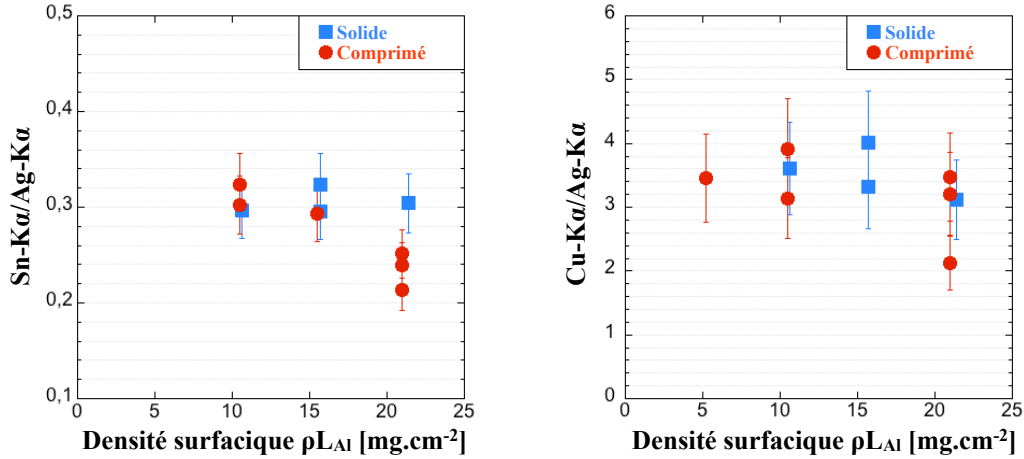 0,5
0,4
0,3
0,2
0,1
Sn-Kα/Ag-Kα
Solide
Comprimé
0 5 10 15 20 25
Densité surfacique ρL_Al [mg.cm⁻²]
6
5
4
3
2
1
0
Cu-Kα/Ag-Kα
Solide
Comprimé
0 5 10 15 20 25
Densité surfacique ρL_Al [mg.cm⁻²]